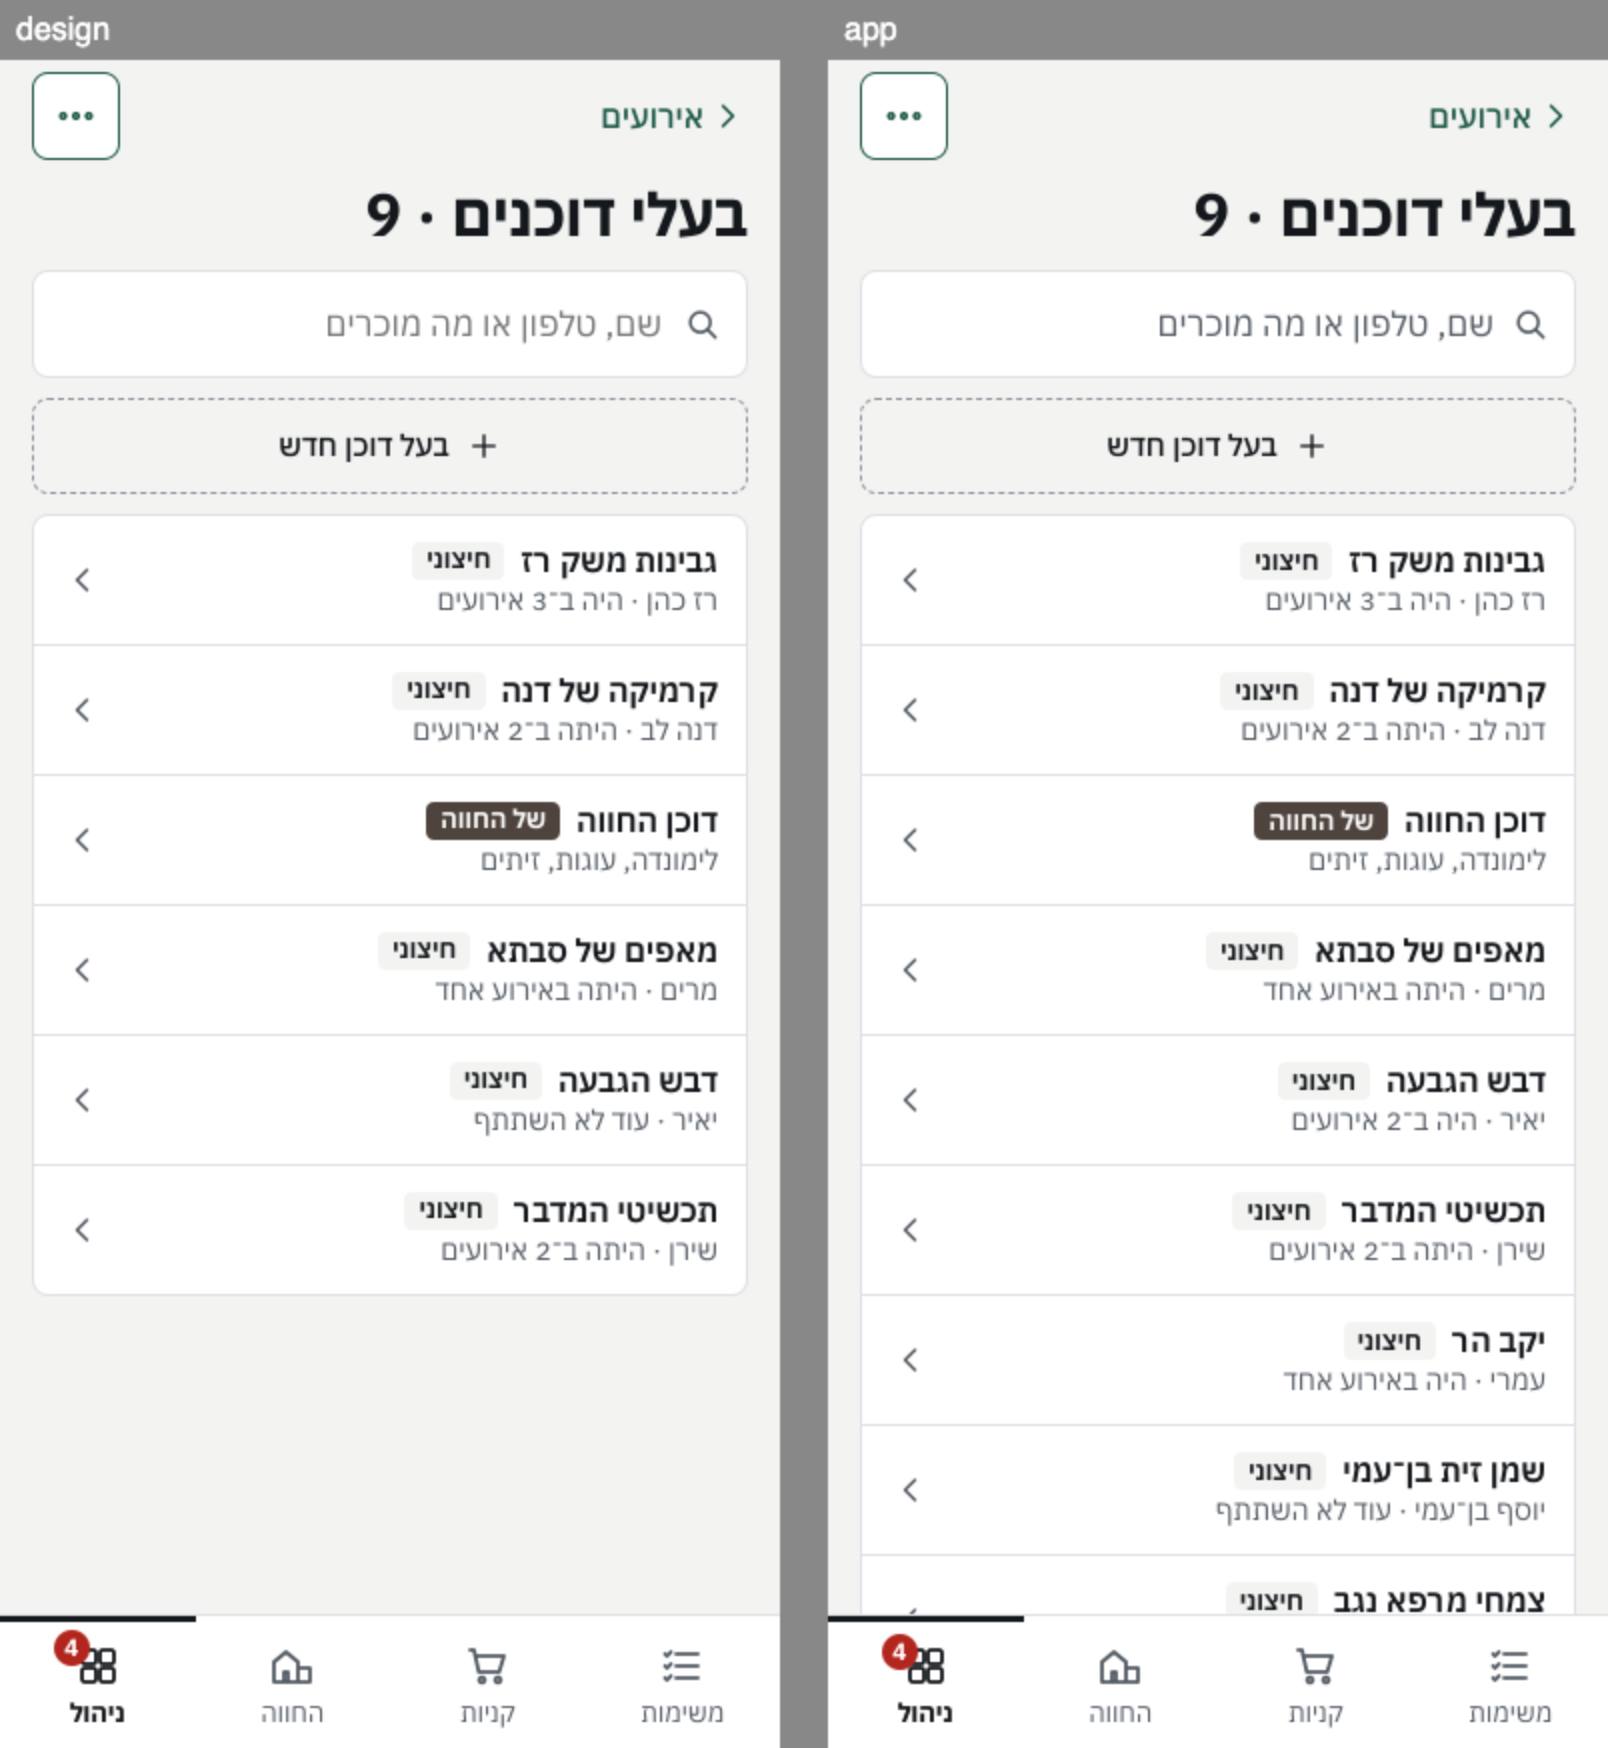 design
אירועים
בעלי דוכנים · 9
שם, טלפון או מה מוכרים
בעל דוכן חדש
גבינות משק רז חיצוני
רז כהן · היה ב־3 אירועים
קרמיקה של דנה חיצוני
דנה לב · היתה ב־2 אירועים
דוכן החווה של החווה
לימונדה, עוגות, זיתים
מאפים של סבתא חיצוני
מרים · היתה באירוע אחד
דבש הגבעה חיצוני
יאיר · עוד לא השתתף
תכשיטי המדבר חיצוני
שירן · היתה ב־2 אירועים
משימות
קניות
החווה
4
ניהול
app
אירועים
בעלי דוכנים · 9
שם, טלפון או מה מוכרים
בעל דוכן חדש
גבינות משק רז חיצוני
רז כהן · היה ב־3 אירועים
קרמיקה של דנה חיצוני
דנה לב · היתה ב־2 אירועים
דוכן החווה של החווה
לימונדה, עוגות, זיתים
מאפים של סבתא חיצוני
מרים · היתה באירוע אחד
דבש הגבעה חיצוני
יאיר · היה ב־2 אירועים
תכשיטי המדבר חיצוני
שירן · היתה ב־2 אירועים
יקב הר חיצוני
עמרי · היה באירוע אחד
שמן זית בן־עמי חיצוני
יוסף בן־עמי · עוד לא השתתף
צמחי מרפא נגב חיצוני
משימות
קניות
החווה
4
ניהול